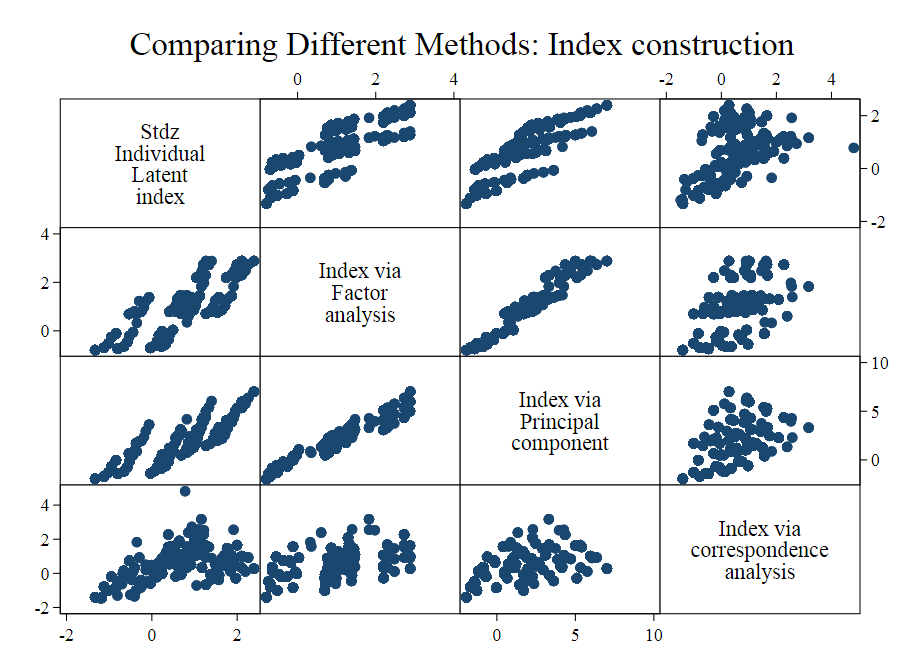 Comparing Different Methods: Index construction
0 2 4
-2 0 2 4
Stdz
Individual
Latent
index
2
0
-2
4
2
0
Index via
Factor
analysis
Index via
Principal
component
10
5
0
4
2
0
-2
Index via
correspondence
analysis
-2 0 2
0 5 10